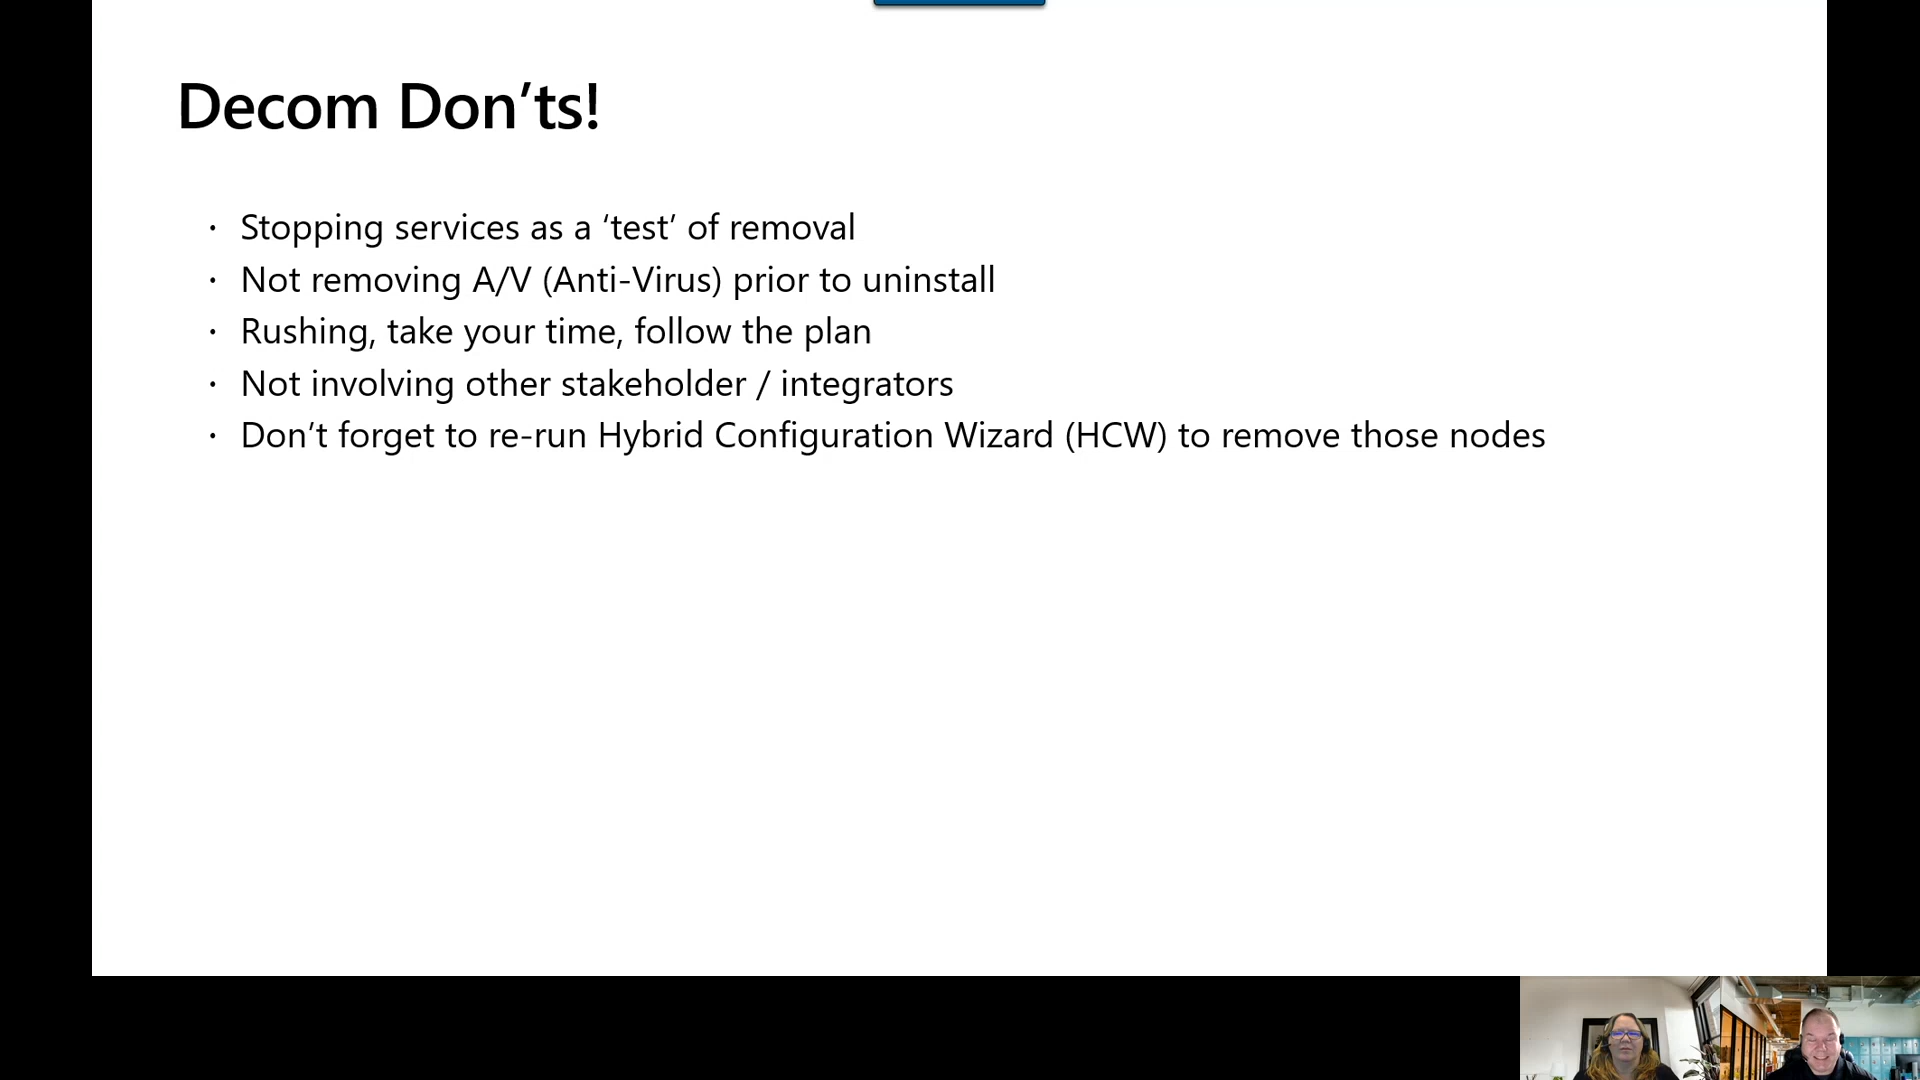 Decom Don’ts!
· Stopping services as a ‘test’ of removal
· Not removing A/V (Anti-Virus) prior to uninstall
· Rushing, take your time, follow the plan
· Not involving other stakeholder / integrators
· Don’t forget to re-run Hybrid Configuration Wizard (HCW) to remove those nodes